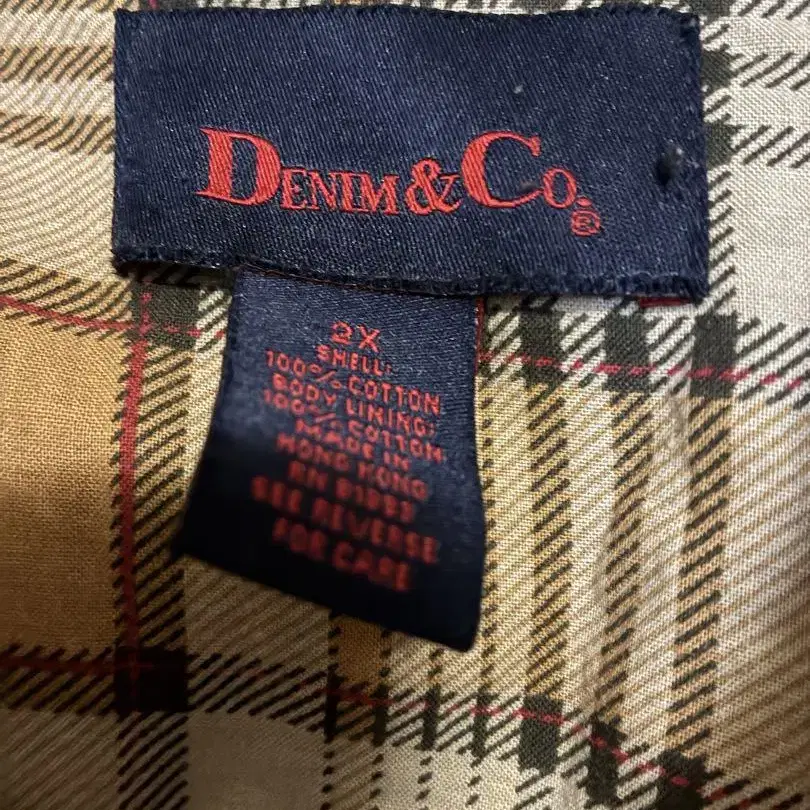 DENIM & CO.®
2X
SHELL:
100% COTTON
BODY LINING:
100% COTTON
MADE IN
HONG KONG
RN
SEE REVERSE
FOR CARE